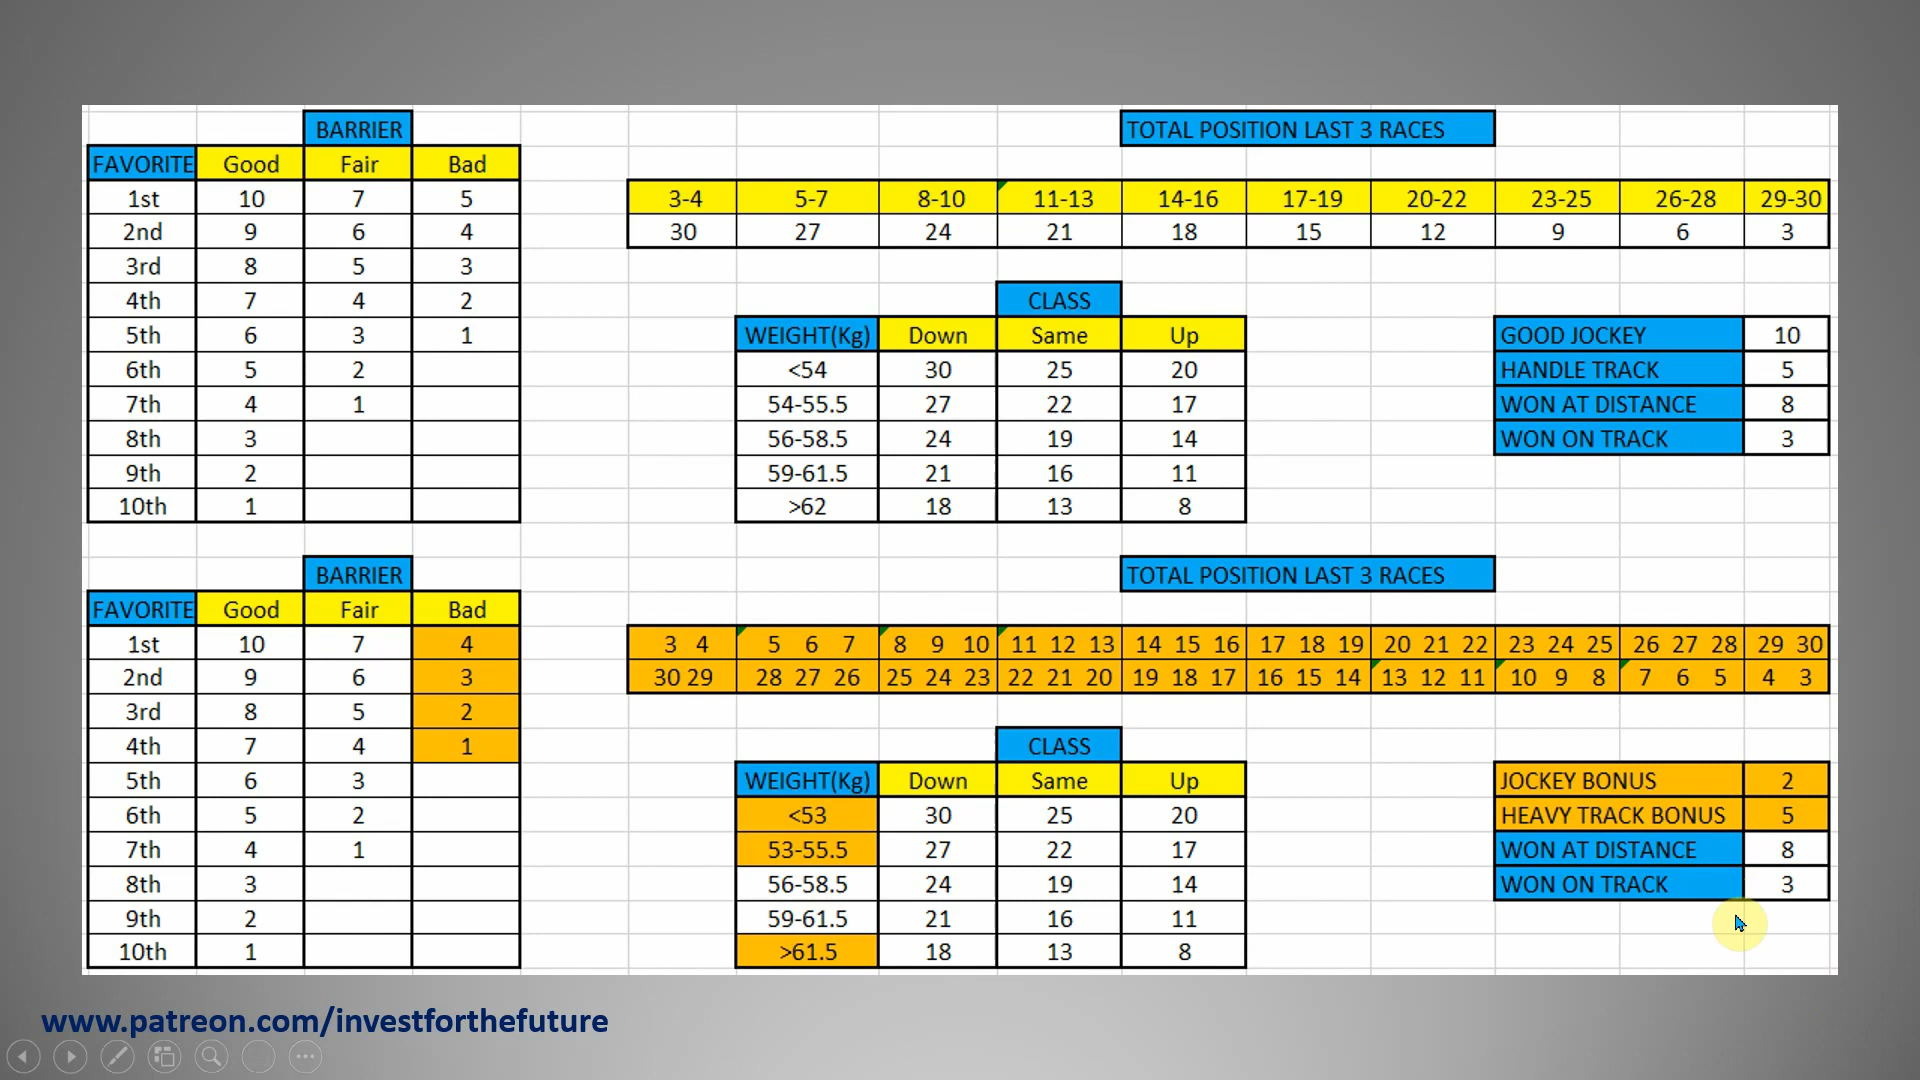 BARRIER
FAVORITE Good Fair Bad
1st 10 7 5
2nd 9 6 4
3rd 8 5 3
4th 7 4 2
5th 6 3 1
6th 5 2
7th 4 1
8th 3
9th 2
10th 1
TOTAL POSITION LAST 3 RACES
3-4 5-7 8-10 11-13 14-16 17-19 20-22 23-25 26-28 29-30
30 27 24 21 18 15 12 9 6 3
CLASS
WEIGHT(Kg) Down Same Up
<54 30 25 20
54-55.5 27 22 17
56-58.5 24 19 14
59-61.5 21 16 11
>62 18 13 8
GOOD JOCKEY 10
HANDLE TRACK 5
WON AT DISTANCE 8
WON ON TRACK 3
BARRIER
FAVORITE Good Fair Bad
1st 10 7 4
2nd 9 6 3
3rd 8 5 2
4th 7 4 1
5th 6 3
6th 5 2
7th 4 1
8th 3
9th 2
10th 1
TOTAL POSITION LAST 3 RACES
3 4 5 6 7 8 9 10 11 12 13 14 15 16 17 18 19 20 21 22 23 24 25 26 27 28 29 30
30 29 28 27 26 25 24 23 22 21 20 19 18 17 16 15 14 13 12 11 10 9 8 7 6 5 4 3
CLASS
WEIGHT(Kg) Down Same Up
<53 30 25 20
53-55.5 27 22 17
56-58.5 24 19 14
59-61.5 21 16 11
>61.5 18 13 8
JOCKEY BONUS 2
HEAVY TRACK BONUS 5
WON AT DISTANCE 8
WON ON TRACK 3
www.patreon.com/investforthefuture